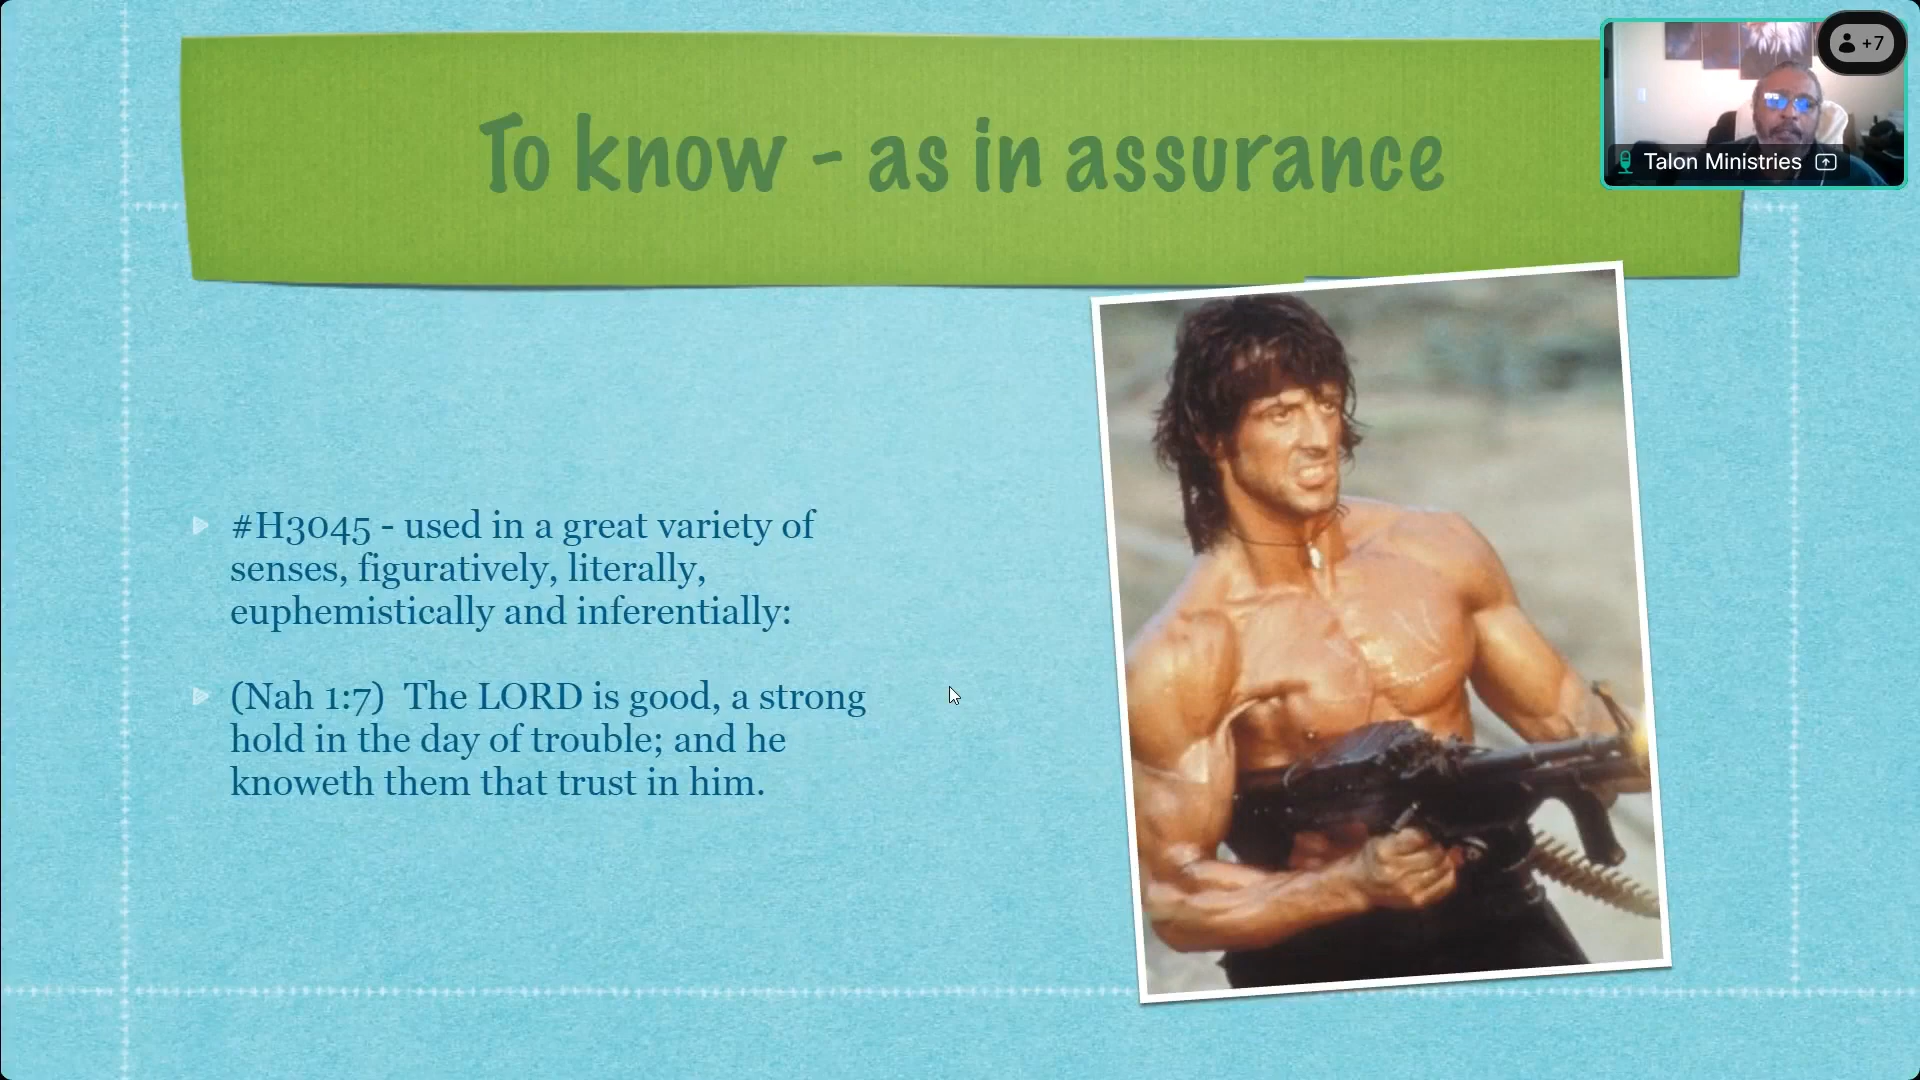 To know - as in assurance
+7
Talon Ministries
#H3045 - used in a great variety of
senses, figuratively, literally,
euphemistically and inferentially:
(Nah 1:7)  The LORD is good, a strong
hold in the day of trouble; and he
knoweth them that trust in him.